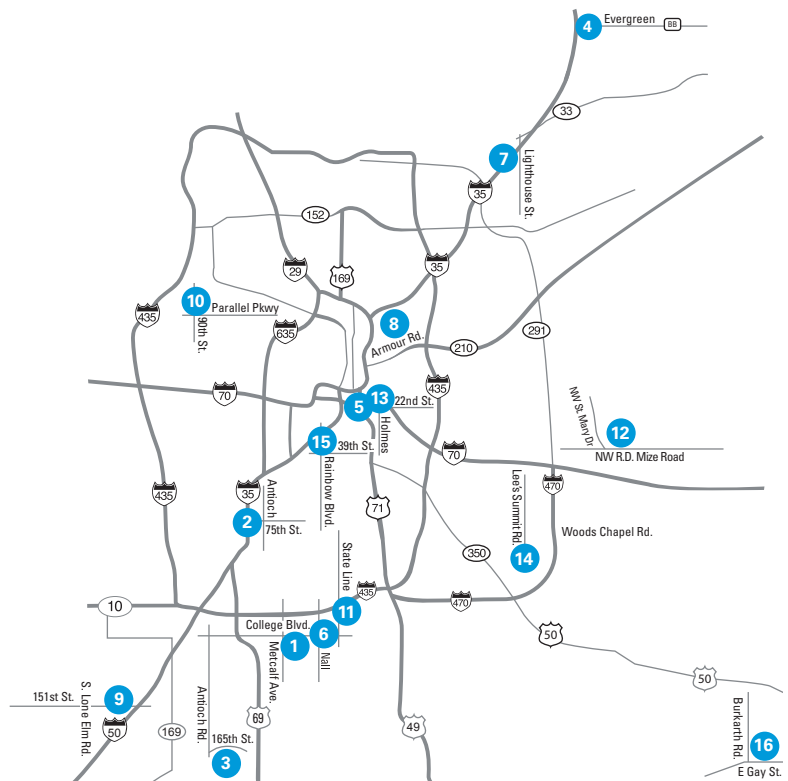 4
Evergreen
BB
33
7
Lighthouse St.
35
152
29
169
35
10
Parallel Pkwy
90th St.
435
635
8
Armour Rd.
210
291
70
435
5
13
22nd St.
Holmes
NW St. Mary Dr
12
NW R.D. Mize Road
15
39th St.
Rainbow Blvd.
70
435
35
Antioch
2
75th St.
71
470
Lee's Summit Rd.
Woods Chapel Rd.
14
350
State Line
435
470
10
11
College Blvd.
6
1
Metcalf Ave.
Nall
50
50
S. Lone Elm Rd.
151st St.
9
50
169
Antioch Rd.
165th St.
3
69
49
Burkarth Rd.
16
E Gay St.